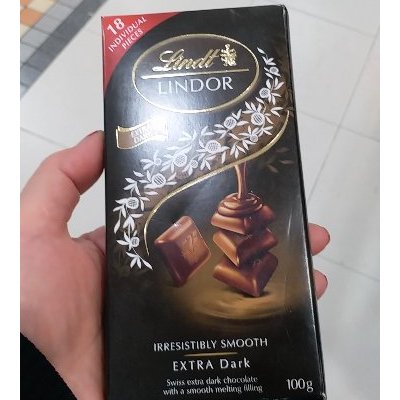 18
INDIVIDUAL
PIECES
Lindt
LINDOR
IRRESISTIBLY SMOOTH
EXTRA Dark
Swiss extra dark chocolate
with a smooth melting filling
100g